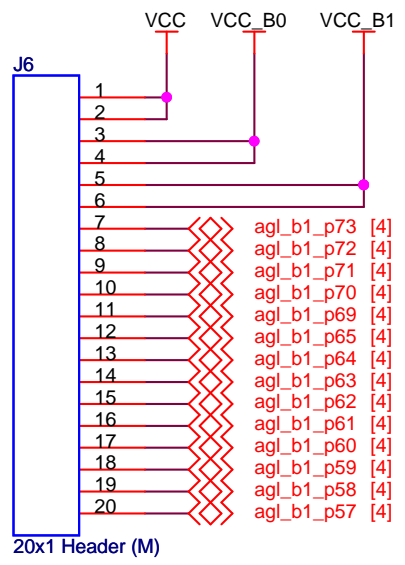 VCC VCC_B0 VCC_B1
J6
1
2
3
4
5
6
7 agl_b1_p73 [4]
8 agl_b1_p72 [4]
9 agl_b1_p71 [4]
10 agl_b1_p70 [4]
11 agl_b1_p69 [4]
12 agl_b1_p65 [4]
13 agl_b1_p64 [4]
14 agl_b1_p63 [4]
15 agl_b1_p62 [4]
16 agl_b1_p61 [4]
17 agl_b1_p60 [4]
18 agl_b1_p59 [4]
19 agl_b1_p58 [4]
20 agl_b1_p57 [4]
20x1 Header (M)